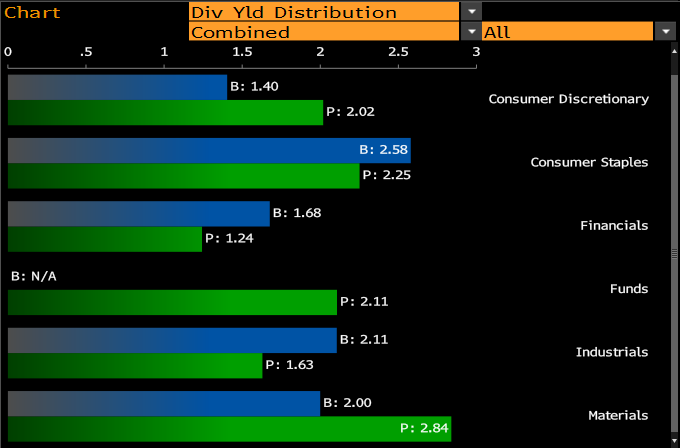 Chart Div Yld Distribution
Combined All
0 .5 1 1.5 2 2.5 3
B: 1.40
P: 2.02
Consumer Discretionary
B: 2.58
P: 2.25
Consumer Staples
B: 1.68
P: 1.24
Financials
B: N/A
P: 2.11
Funds
B: 2.11
P: 1.63
Industrials
B: 2.00
P: 2.84
Materials